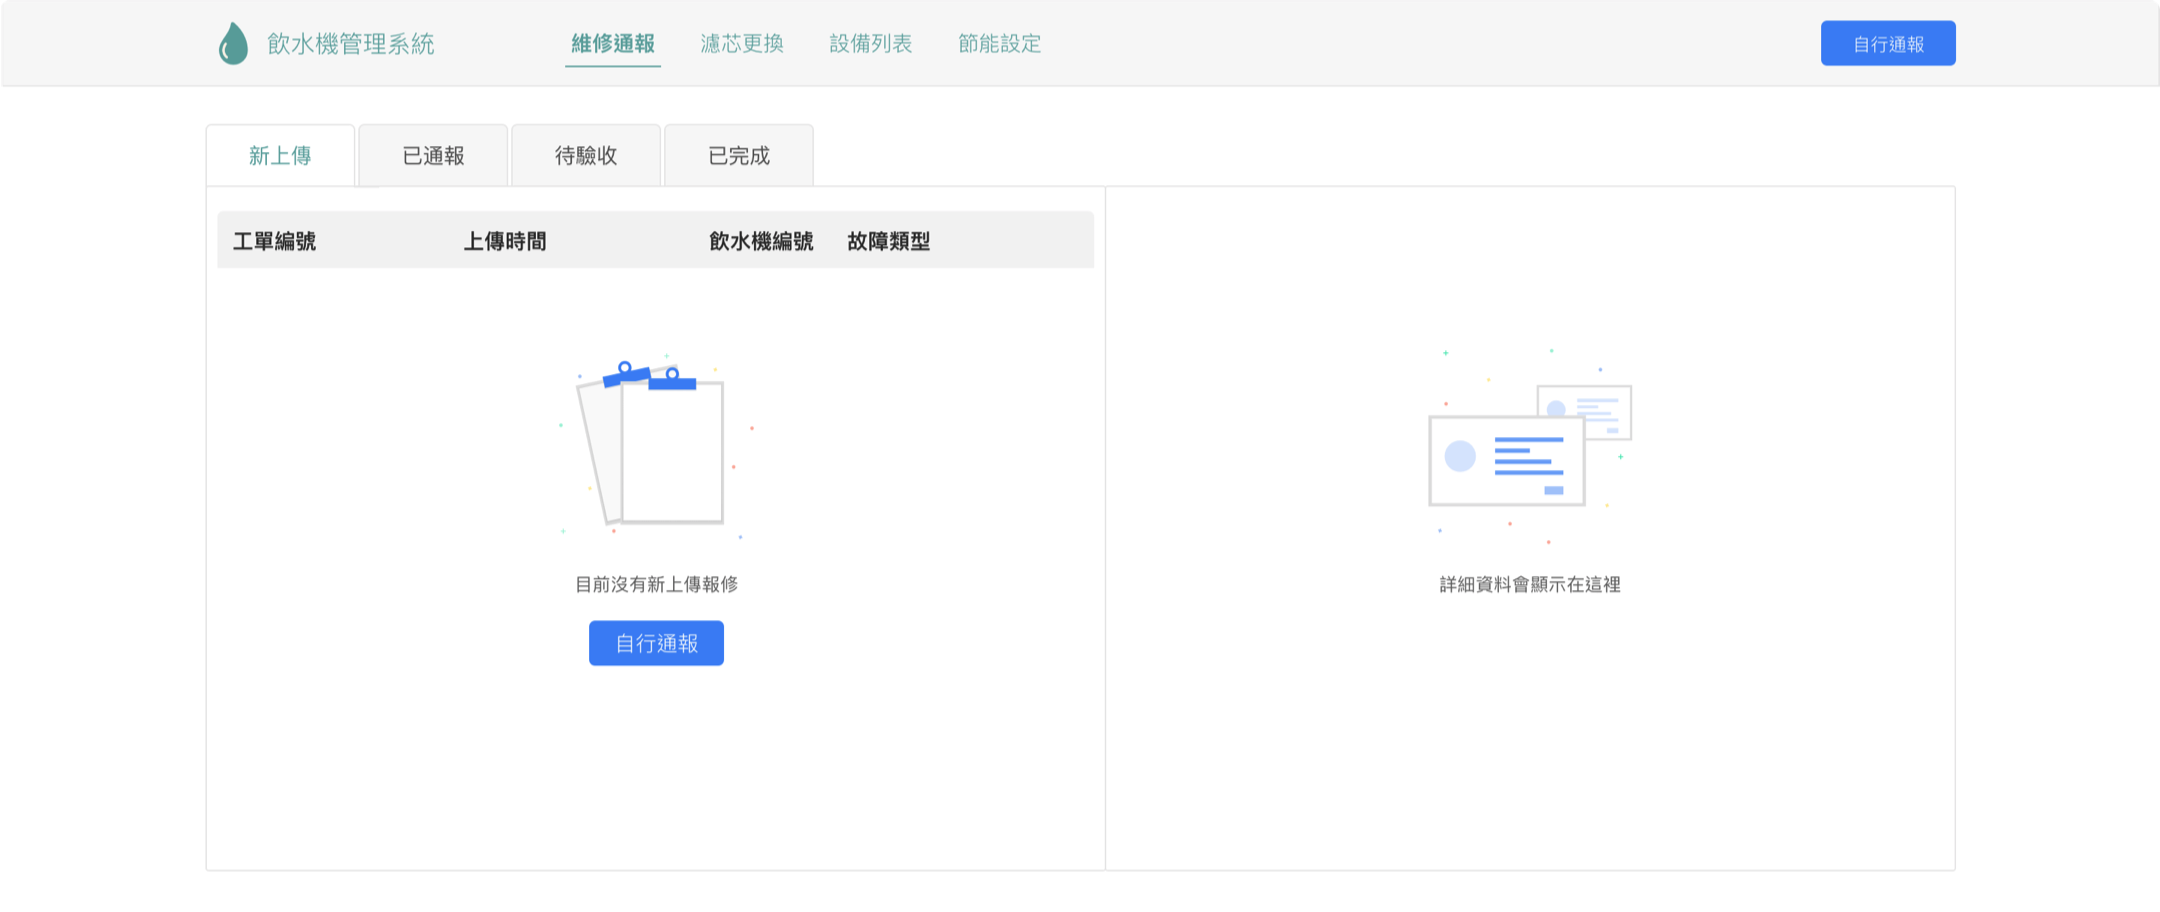 飲水機管理系統
維修通報 濾芯更換 設備列表 節能設定
自行通報
新上傳 已通報 待驗收 已完成
工單編號 上傳時間 飲水機編號 故障類型
目前沒有新上傳報修
自行通報
詳細資料會顯示在這裡